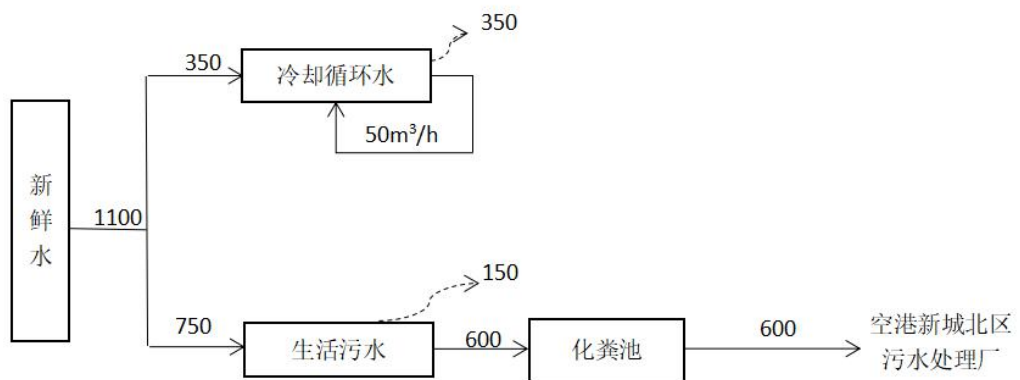 350
350
冷却循环水
50m³/h
新鲜水
1100
150
750
生活污水
600
化粪池
600
空港新城北区
污水处理厂